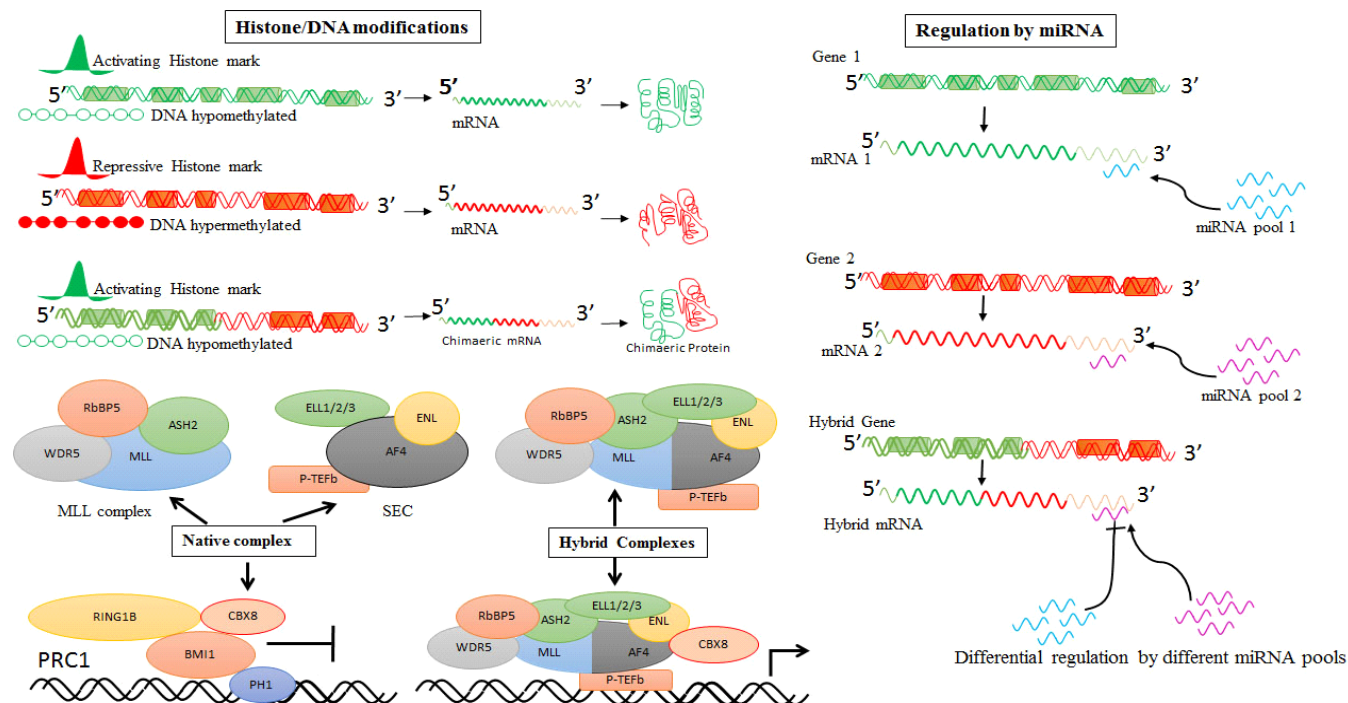 Histone/DNA modifications
Activating Histone mark
5’ 3’ 5’ 3’
DNA hypomethylated
mRNA
Repressive Histone mark
5’ 3’ 5’ 3’
DNA hypermethylated
mRNA
Activating Histone mark
5’ 3’ 5’ 3’
DNA hypomethylated
Chimaeric mRNA
Chimaeric Protein
RbBP5
ASH2
WDR5
MLL
MLL complex
ELL1/2/3
ENL
AF4
P-TEFb
SEC
ELL1/2/3
RbBP5
ASH2
ENL
WDR5
MLL
AF4
P-TEFb
Native complex
Hybrid Complexes
RING1B
CBX8
BMI1
PRC1
PH1
ELL1/2/3
RbBP5
ASH2
ENL
CBX8
WDR5
MLL
AF4
P-TEFb
Regulation by miRNA
Gene 1
5’ 3’
5’ 3’
mRNA 1
miRNA pool 1
Gene 2
5’ 3’
5’ 3’
mRNA 2
miRNA pool 2
Hybrid Gene
5’ 3’
5’ 3’
Hybrid mRNA
Differential regulation by different miRNA pools